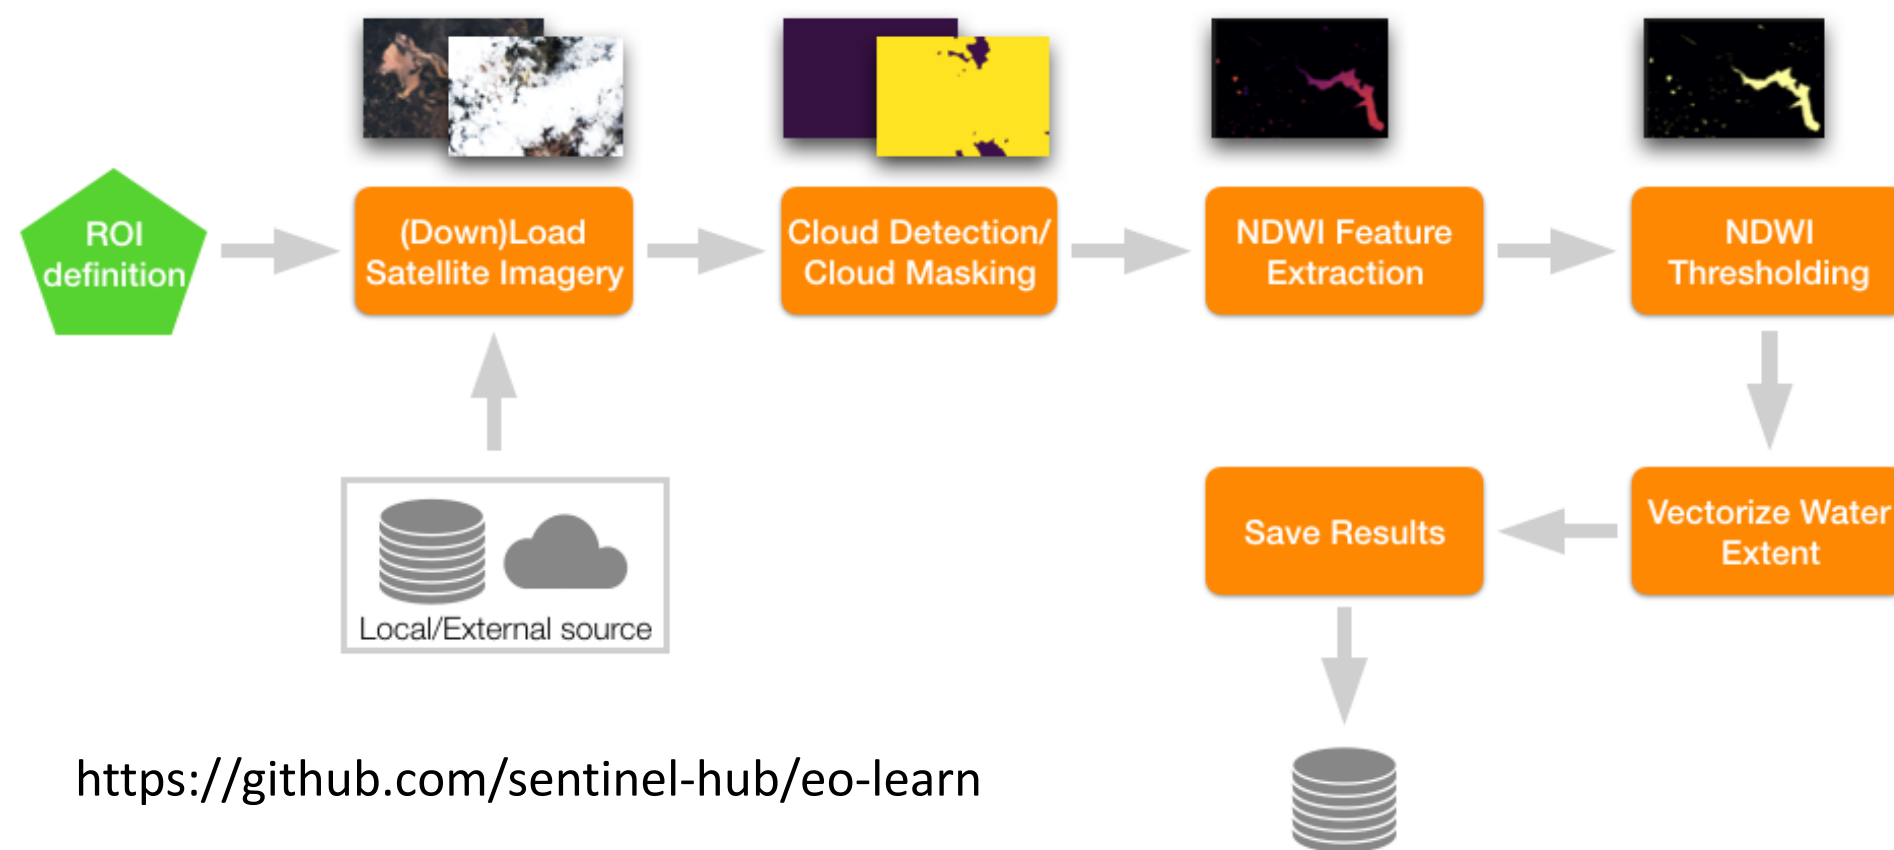 ROI
definition
(Down)Load
Satellite Imagery
Cloud Detection/
Cloud Masking
NDWI Feature
Extraction
NDWI
Thresholding
Local/External source
Save Results
Vectorize Water
Extent
https://github.com/sentinel-hub/eo-learn